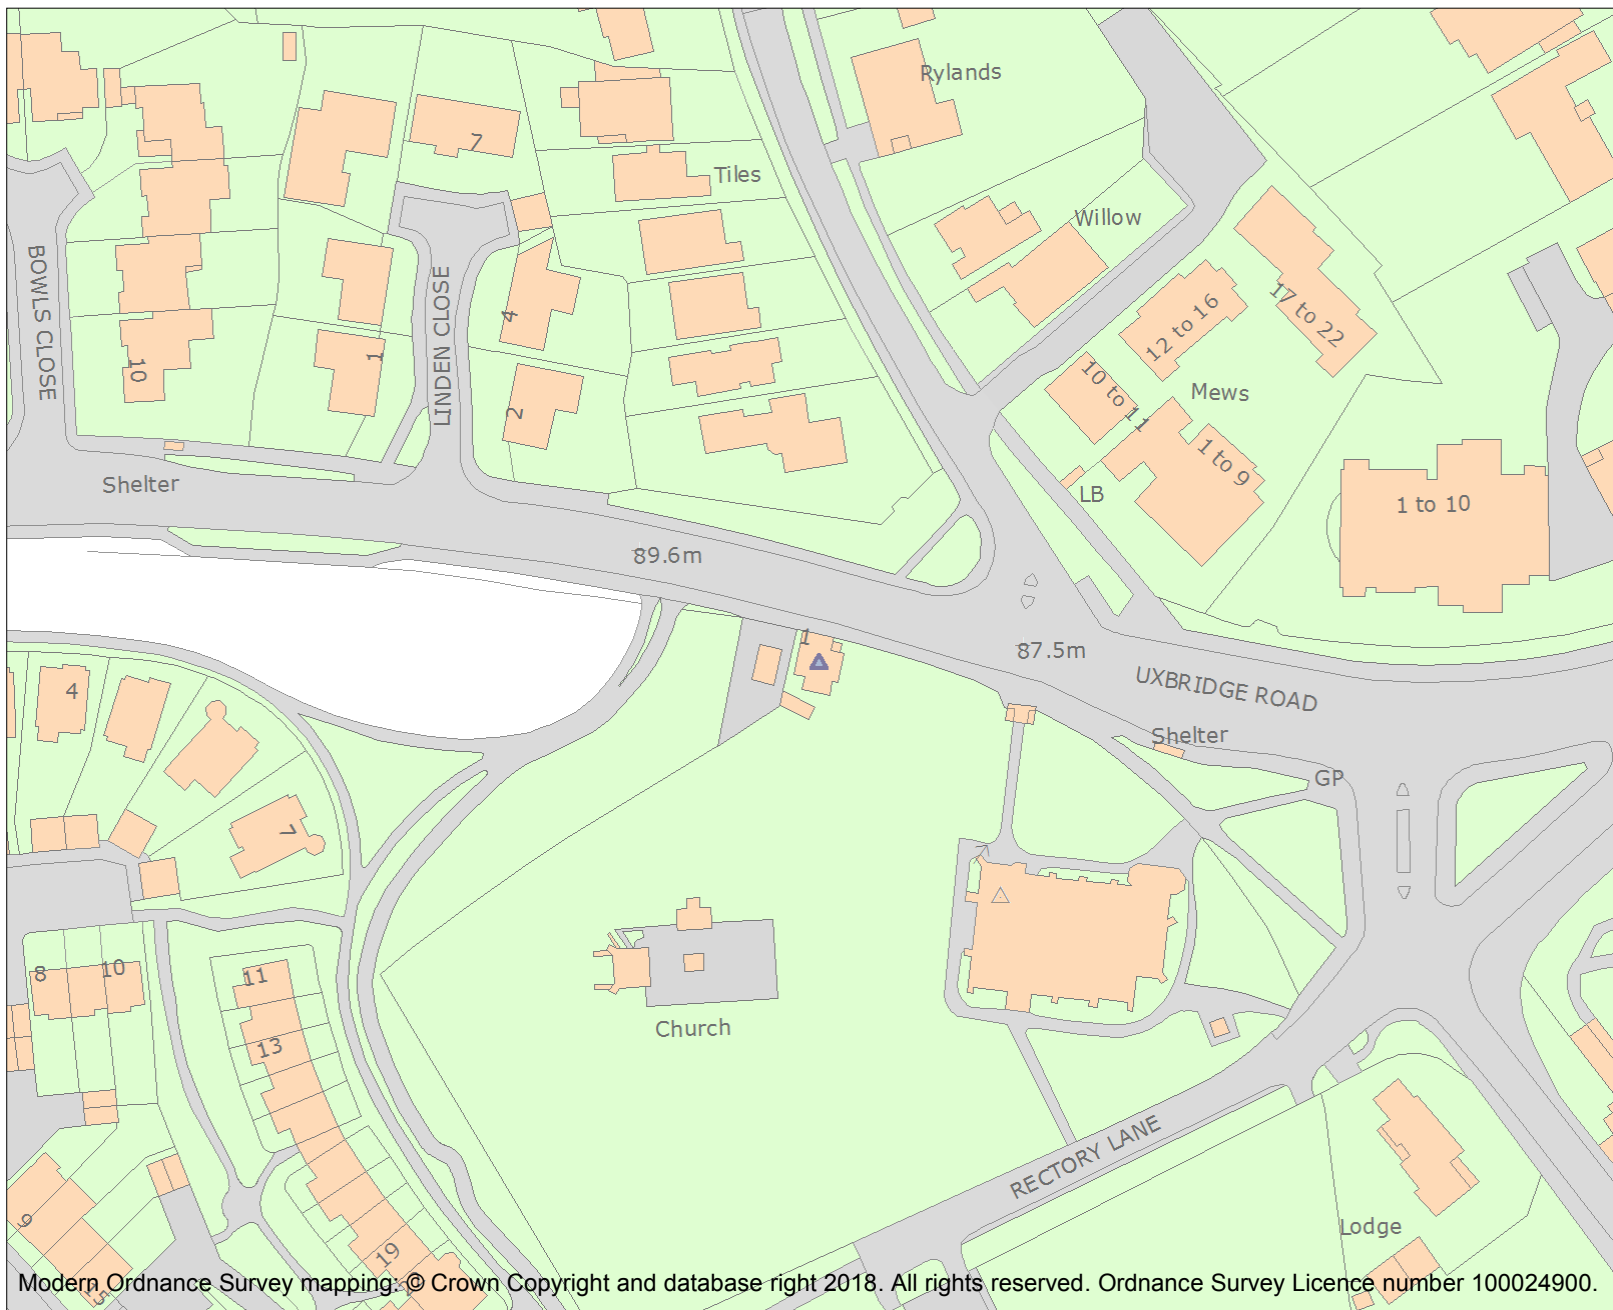 Rylands
7
Tiles
Willow
BOWLS CLOSE
LINDEN CLOSE
4
17 to 22
12 to 16
10
1
10 to 11
Mews
2
1 to 9
Shelter
LB
1 to 10
89.6m
1
87.5m
UXBRIDGE ROAD
4
Shelter
GP
7
8
10
11
Church
13
RECTORY LANE
9
Lodge
19
15
Modern Ordnance Survey mapping: © Crown Copyright and database right 2018. All rights reserved. Ordnance Survey Licence number 100024900.